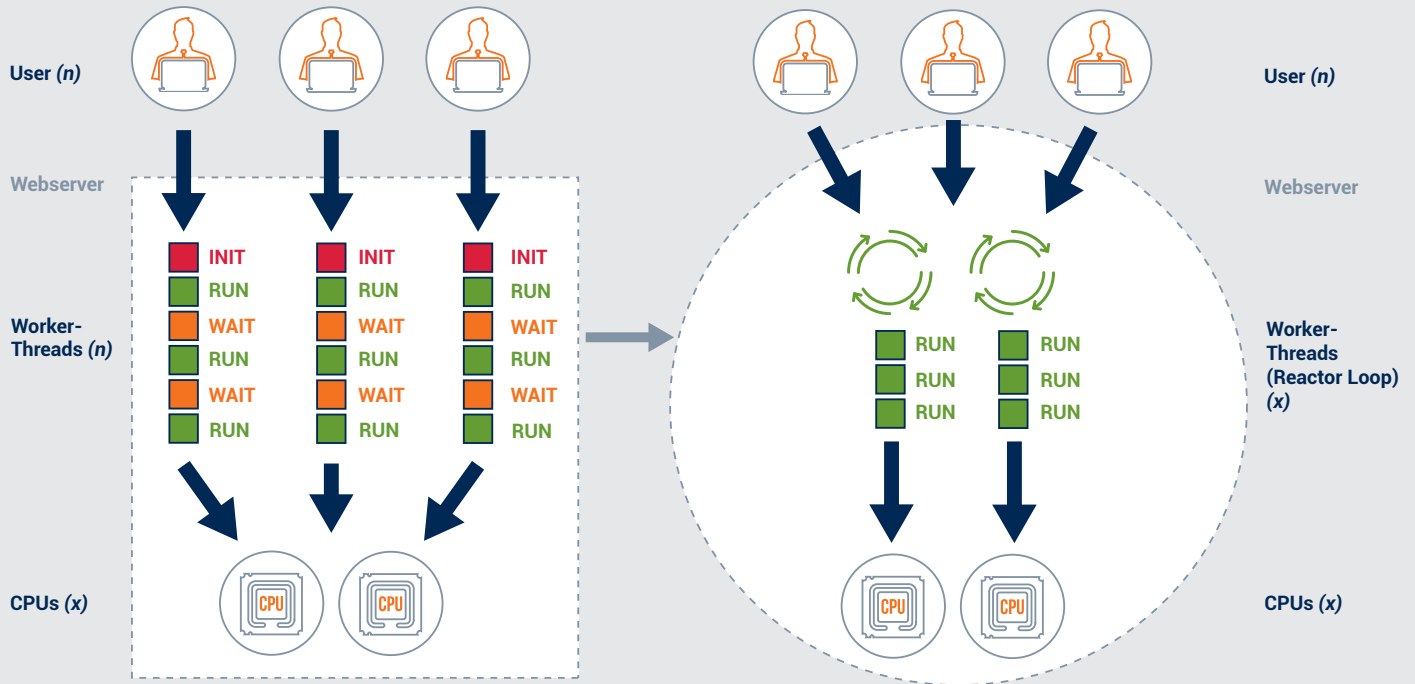 User (n)
User (n)
Webserver
Webserver
INIT INIT INIT
RUN RUN RUN
WAIT WAIT WAIT
RUN RUN RUN
WAIT WAIT WAIT
RUN RUN RUN
Worker-
Threads (n)
RUN RUN
RUN RUN
RUN RUN
Worker-
Threads
(Reactor Loop)
(x)
CPUs (x)
CPU CPU
CPU CPU
CPUs (x)